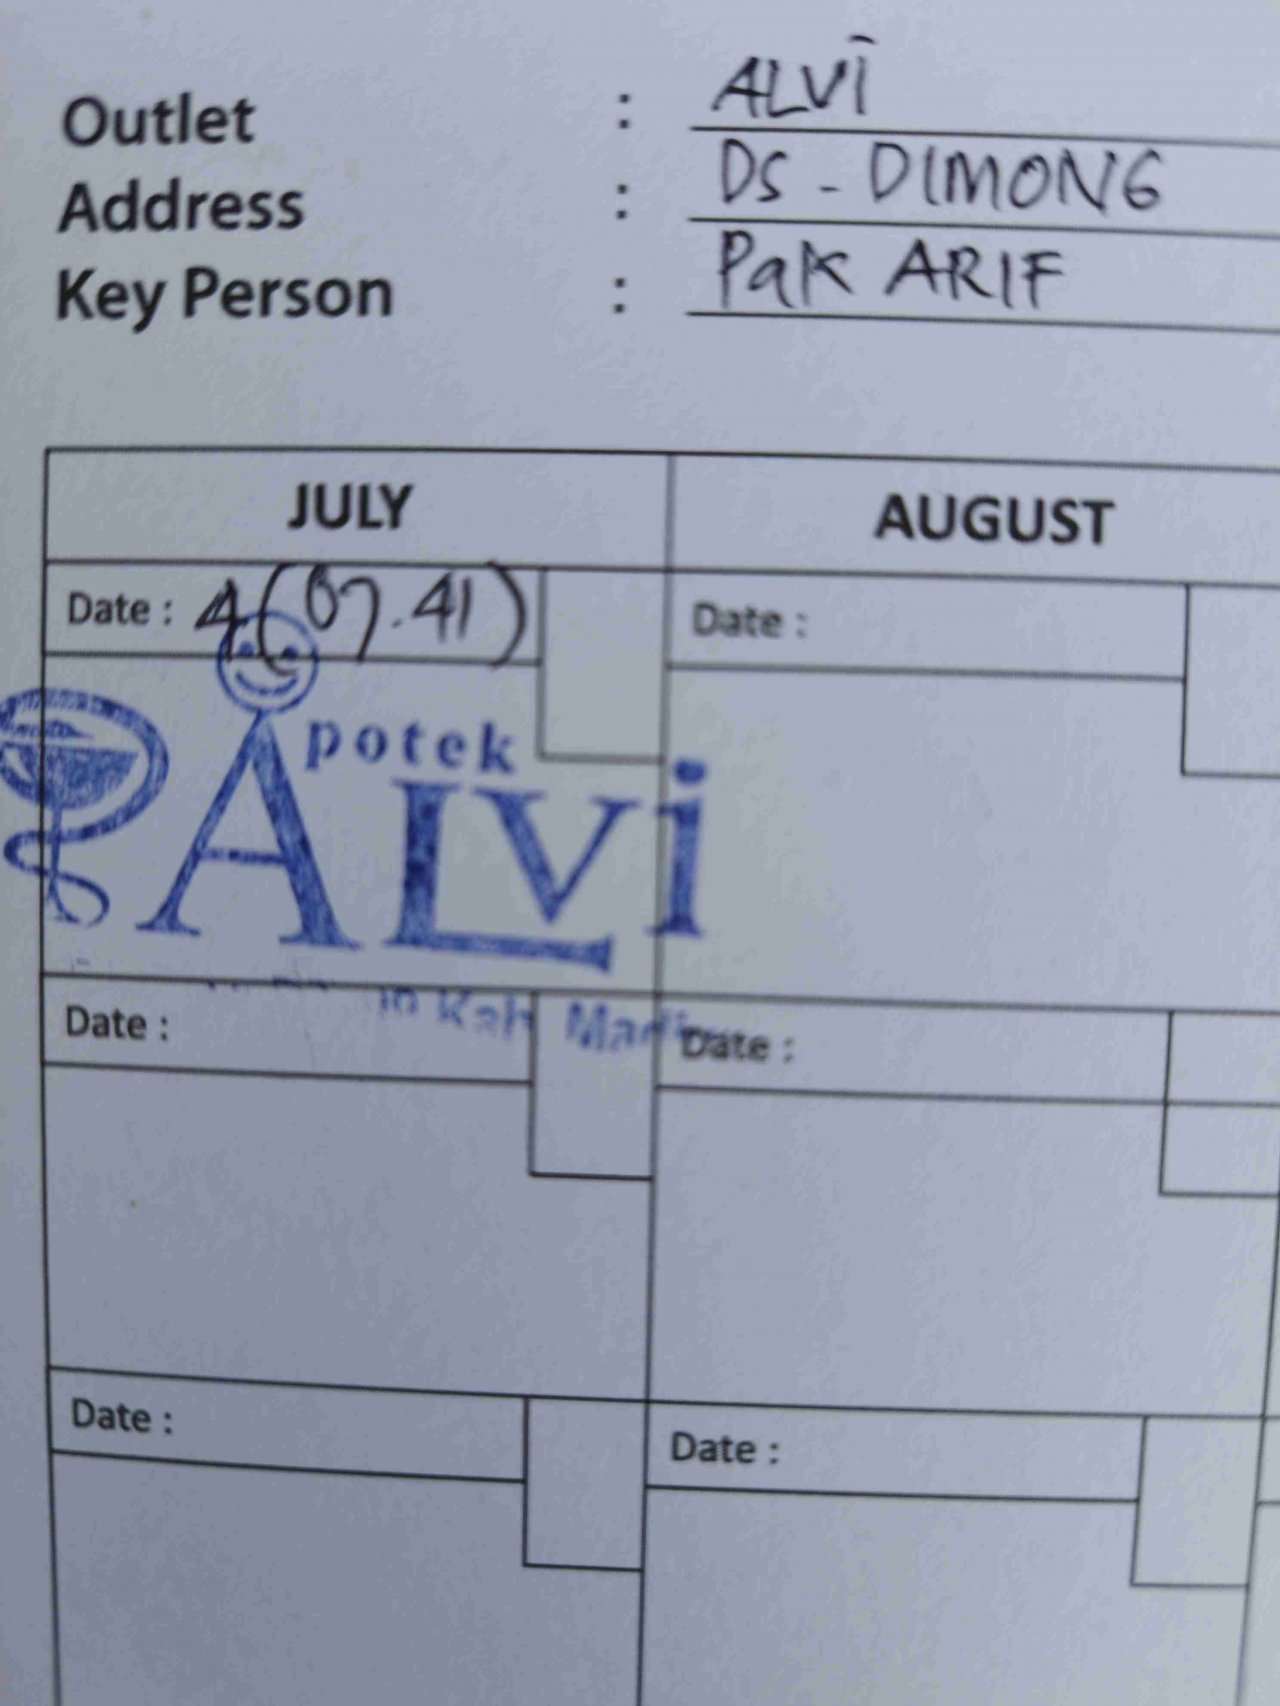 Outlet : ALVI
Address : DS - DIMONG
Key Person : Pak ARIF
JULY AUGUST
Date : 4 (07.41) Date :
Apotek
ALVi
Kab
Date : Date :
Date : Date :